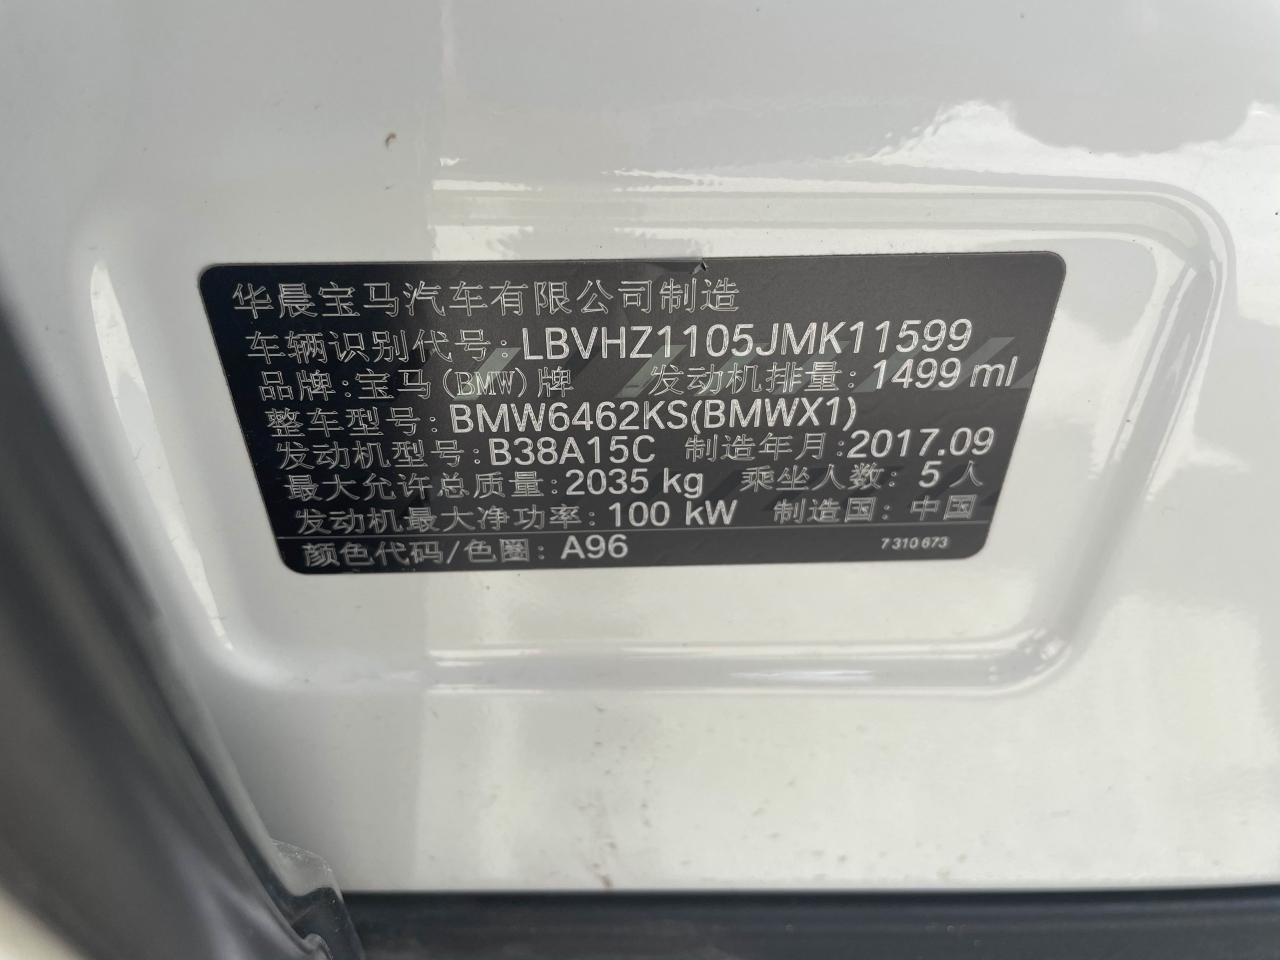 华晨宝马汽车有限公司制造
车辆识别代号:LBVHZ1105JMK11599
品牌:宝马(BMW)牌 发动机排量:1499 ml
整车型号:BMW6462KS(BMWX1)
发动机型号:B38A15C 制造年月:2017.09
最大允许总质量:2035 kg 乘坐人数:5人
发动机最大净功率:100 kW 制造国:中国
颜色代码/色圈:A96 7 310 673